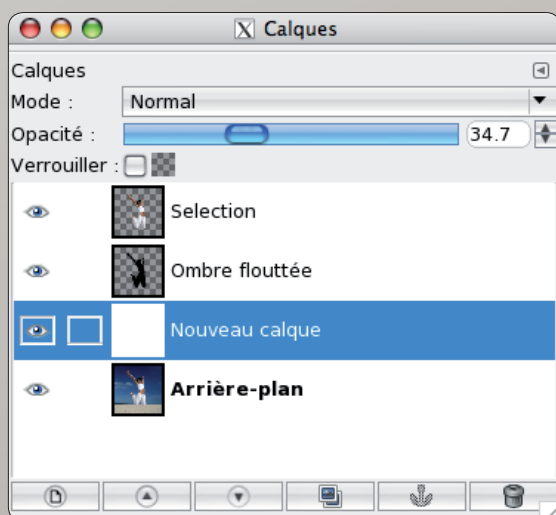 Calques
Calques
Mode :
Normal
Opacité :
34.7
Verrouiller :
Selection
Ombre flouttée
Nouveau calque
Arrière-plan